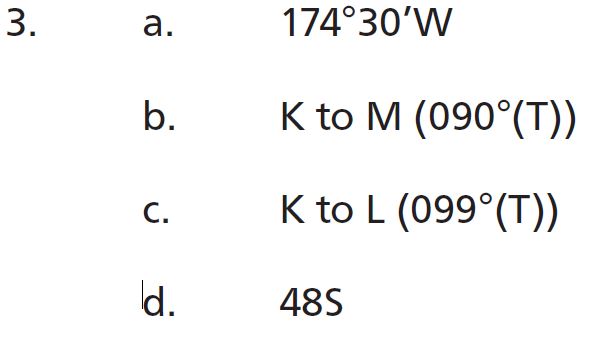 3. a. 174°30’W
b. K to M (090°(T))
c. K to L (099°(T))
d. 48S